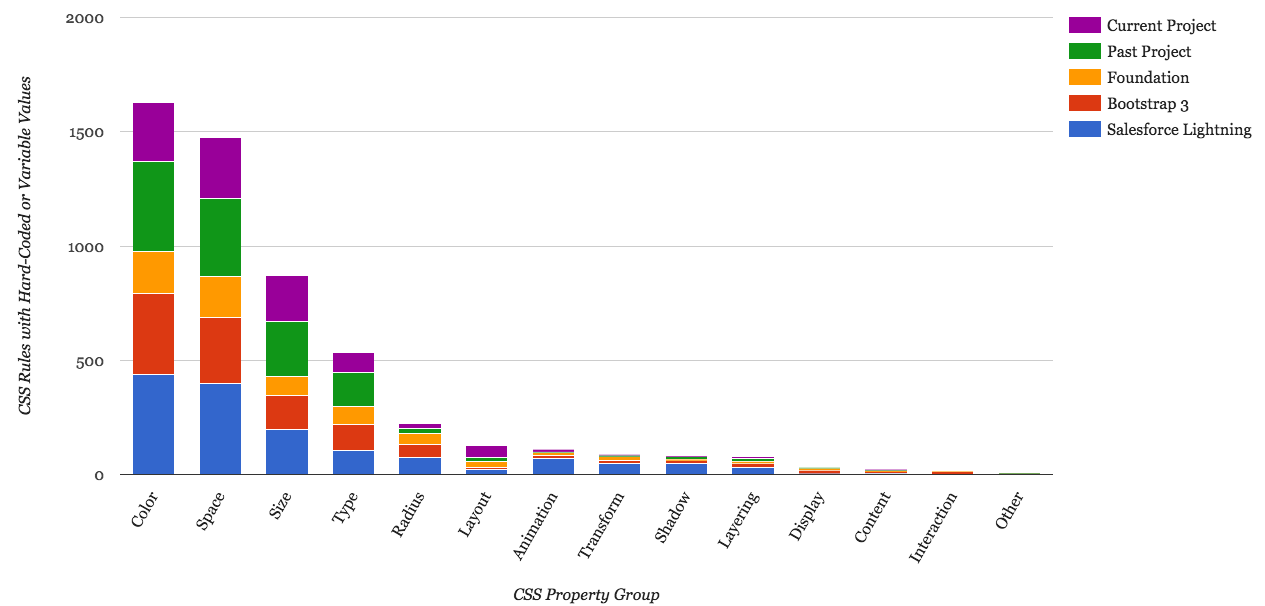 2000
1500
1000
500
0
CSS Rules with Hard-Coded or Variable Values
Current Project
Past Project
Foundation
Bootstrap 3
Salesforce Lightning
Color
Space
Size
Type
Radius
Layout
Animation
Transform
Shadow
Layering
Display
Content
Interaction
Other
CSS Property Group